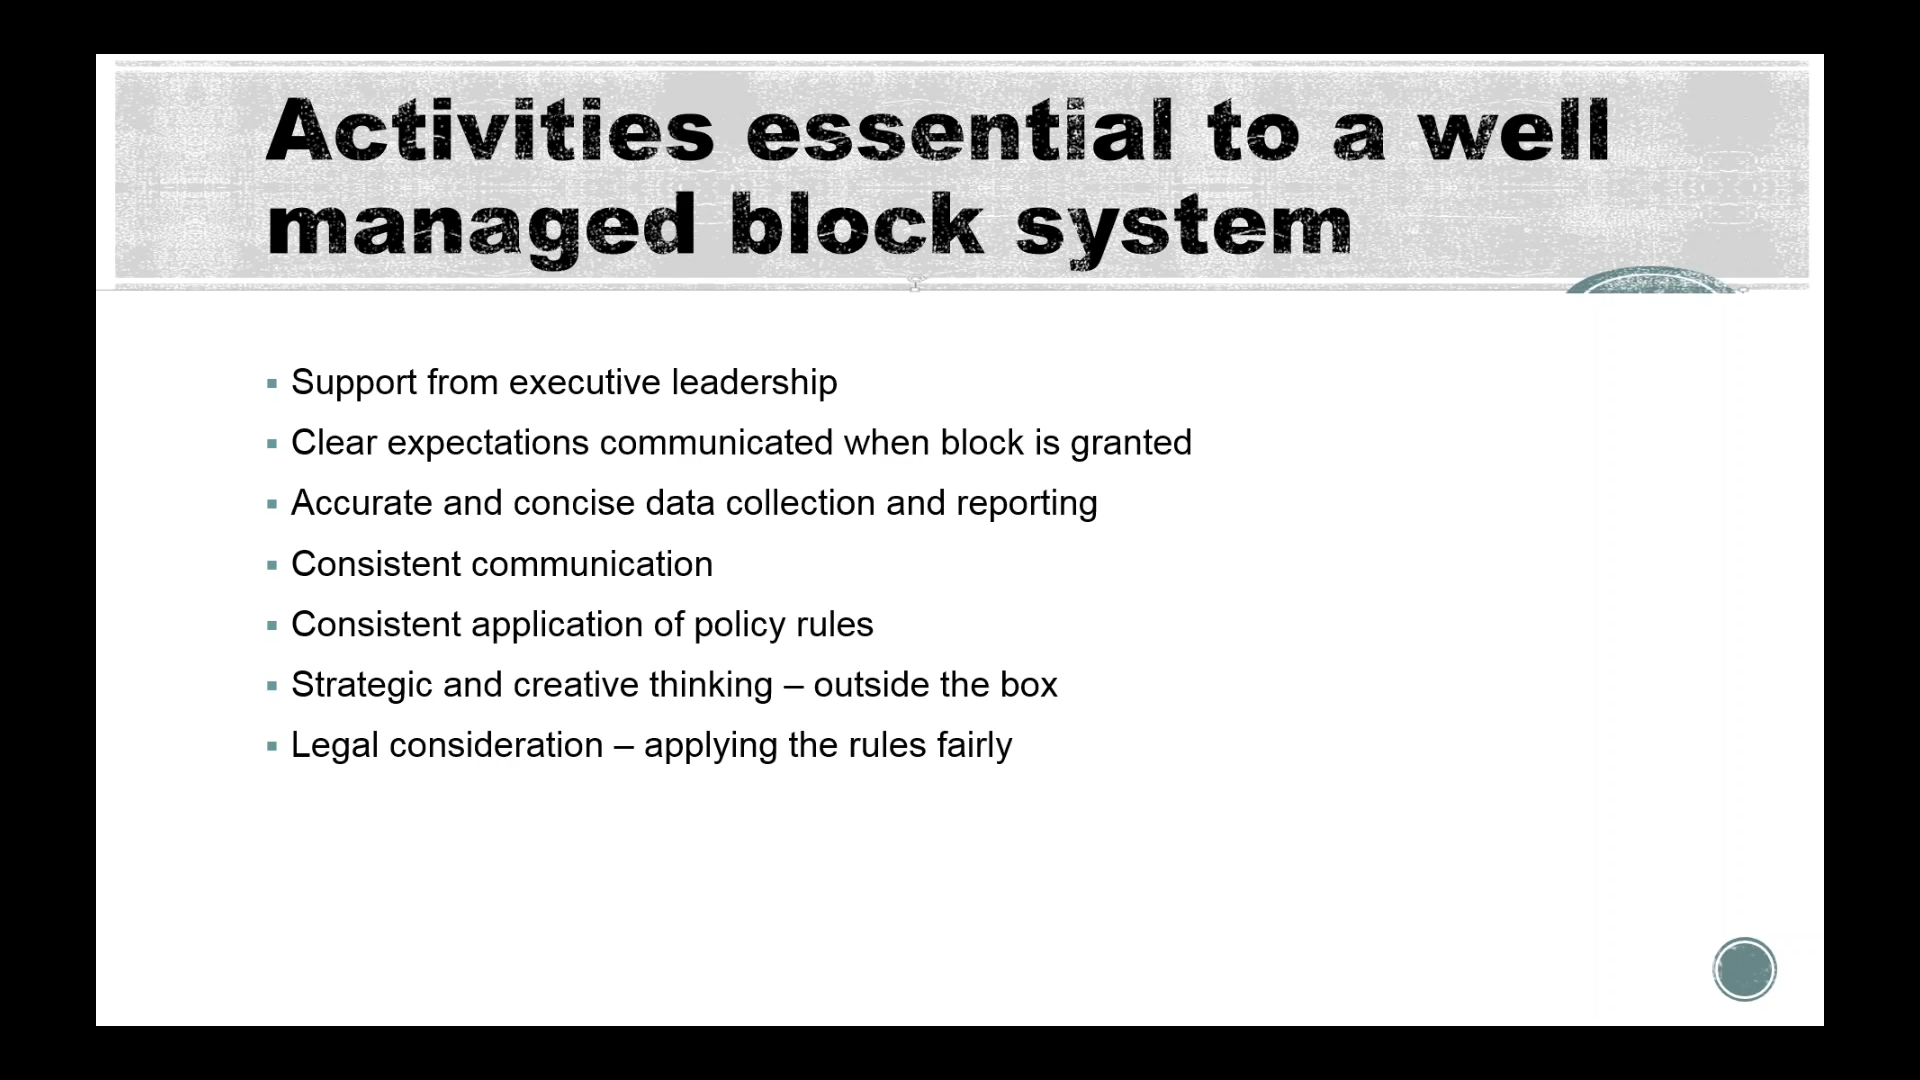 Activities essential to a well
managed block system
▪ Support from executive leadership
▪ Clear expectations communicated when block is granted
▪ Accurate and concise data collection and reporting
▪ Consistent communication
▪ Consistent application of policy rules
▪ Strategic and creative thinking – outside the box
▪ Legal consideration – applying the rules fairly